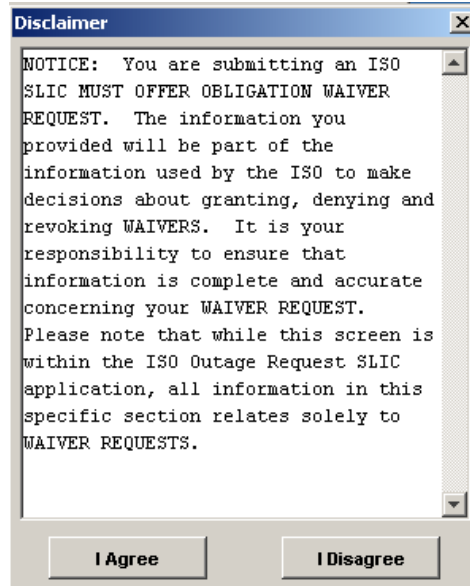 Disclaimer
NOTICE:  You are submitting an ISO
SLIC MUST OFFER OBLIGATION WAIVER
REQUEST.  The information you
provided will be part of the
information used by the ISO to make
decisions about granting, denying and
revoking WAIVERS.  It is your
responsibility to ensure that
information is complete and accurate
concerning your WAIVER REQUEST.
Please note that while this screen is
within the ISO Outage Request SLIC
application, all information in this
specific section relates solely to
WAIVER REQUESTS.
I Agree
I Disagree